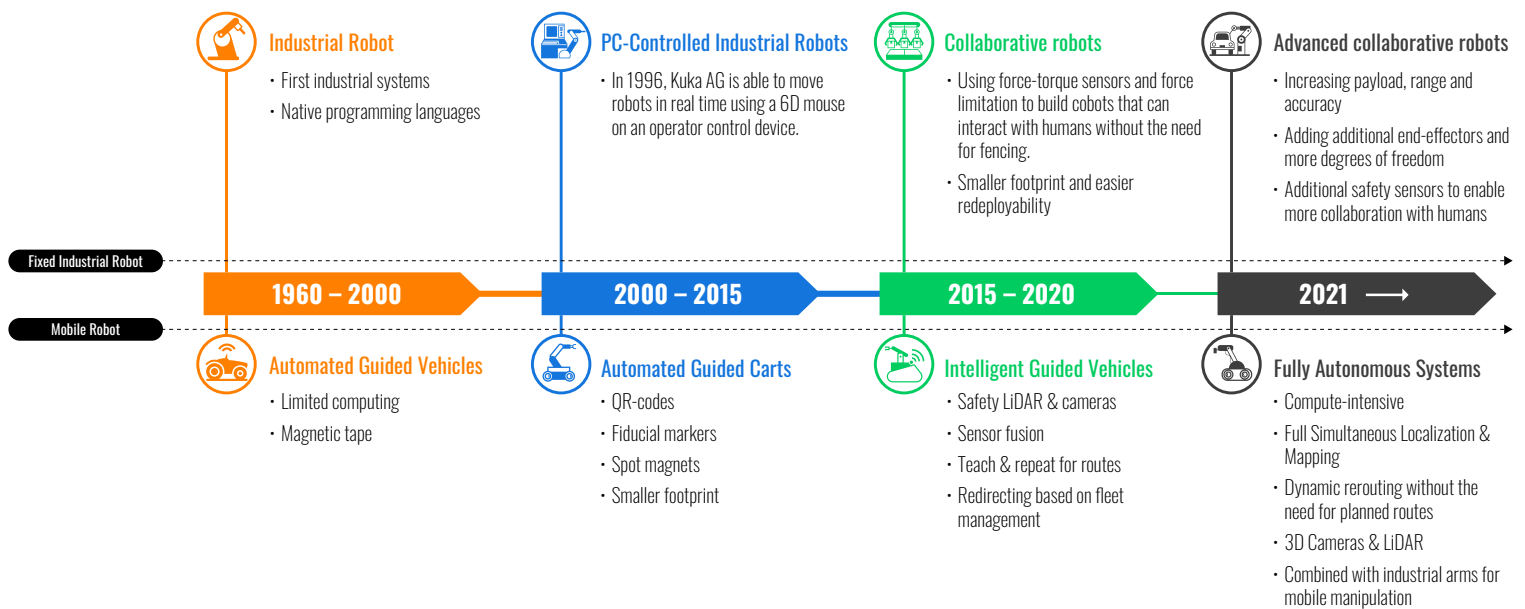 Industrial Robot
• First industrial systems
• Native programming languages
PC-Controlled Industrial Robots
• In 1996, Kuka AG is able to move
robots in real time using a 6D mouse
on an operator control device.
Collaborative robots
• Using force-torque sensors and force
limitation to build cobots that can
interact with humans without the need
for fencing.
• Smaller footprint and easier
redeployability
Advanced collaborative robots
• Increasing payload, range and
accuracy
• Adding additional end-effectors and
more degrees of freedom
• Additional safety sensors to enable
more collaboration with humans
Fixed Industrial Robot
1960 – 2000
2000 – 2015
2015 – 2020
2021
Mobile Robot
Automated Guided Vehicles
• Limited computing
• Magnetic tape
Automated Guided Carts
• QR-codes
• Fiducial markers
• Spot magnets
• Smaller footprint
Intelligent Guided Vehicles
• Safety LiDAR & cameras
• Sensor fusion
• Teach & repeat for routes
• Redirecting based on fleet
management
Fully Autonomous Systems
• Compute-intensive
• Full Simultaneous Localization &
Mapping
• Dynamic rerouting without the
need for planned routes
• 3D Cameras & LiDAR
• Combined with industrial arms for
mobile manipulation